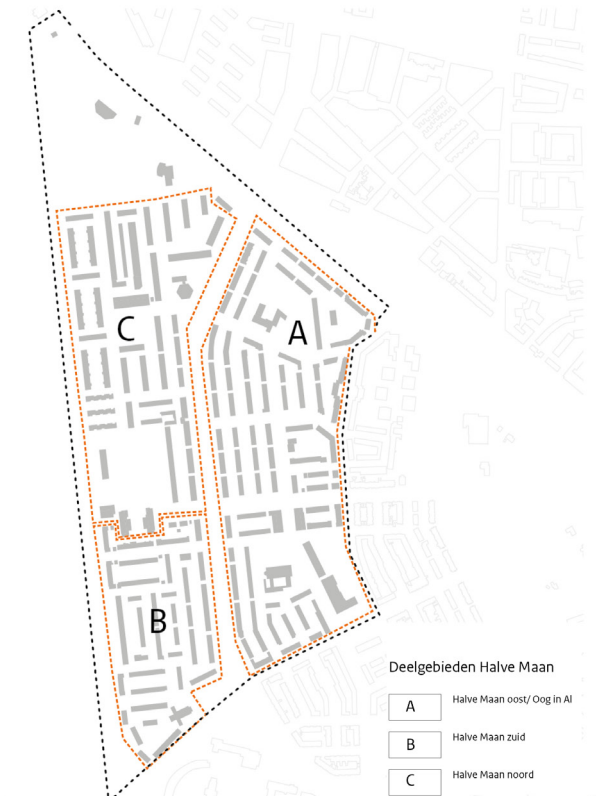 C
A
B
Deelgebieden Halve Maan
A Halve Maan oost/ Oog in Al
B Halve Maan zuid
C Halve Maan noord